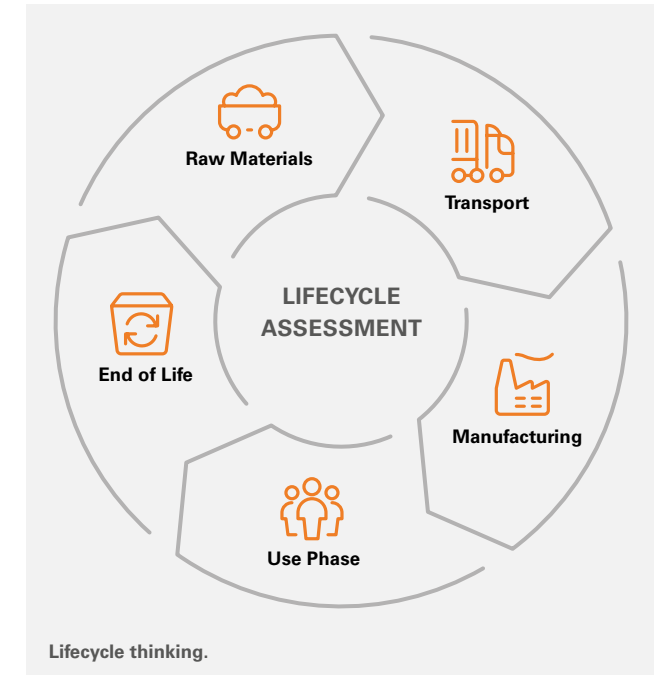 Raw Materials
Transport
LIFECYCLE
ASSESSMENT
End of Life
Manufacturing
Use Phase
Lifecycle thinking.